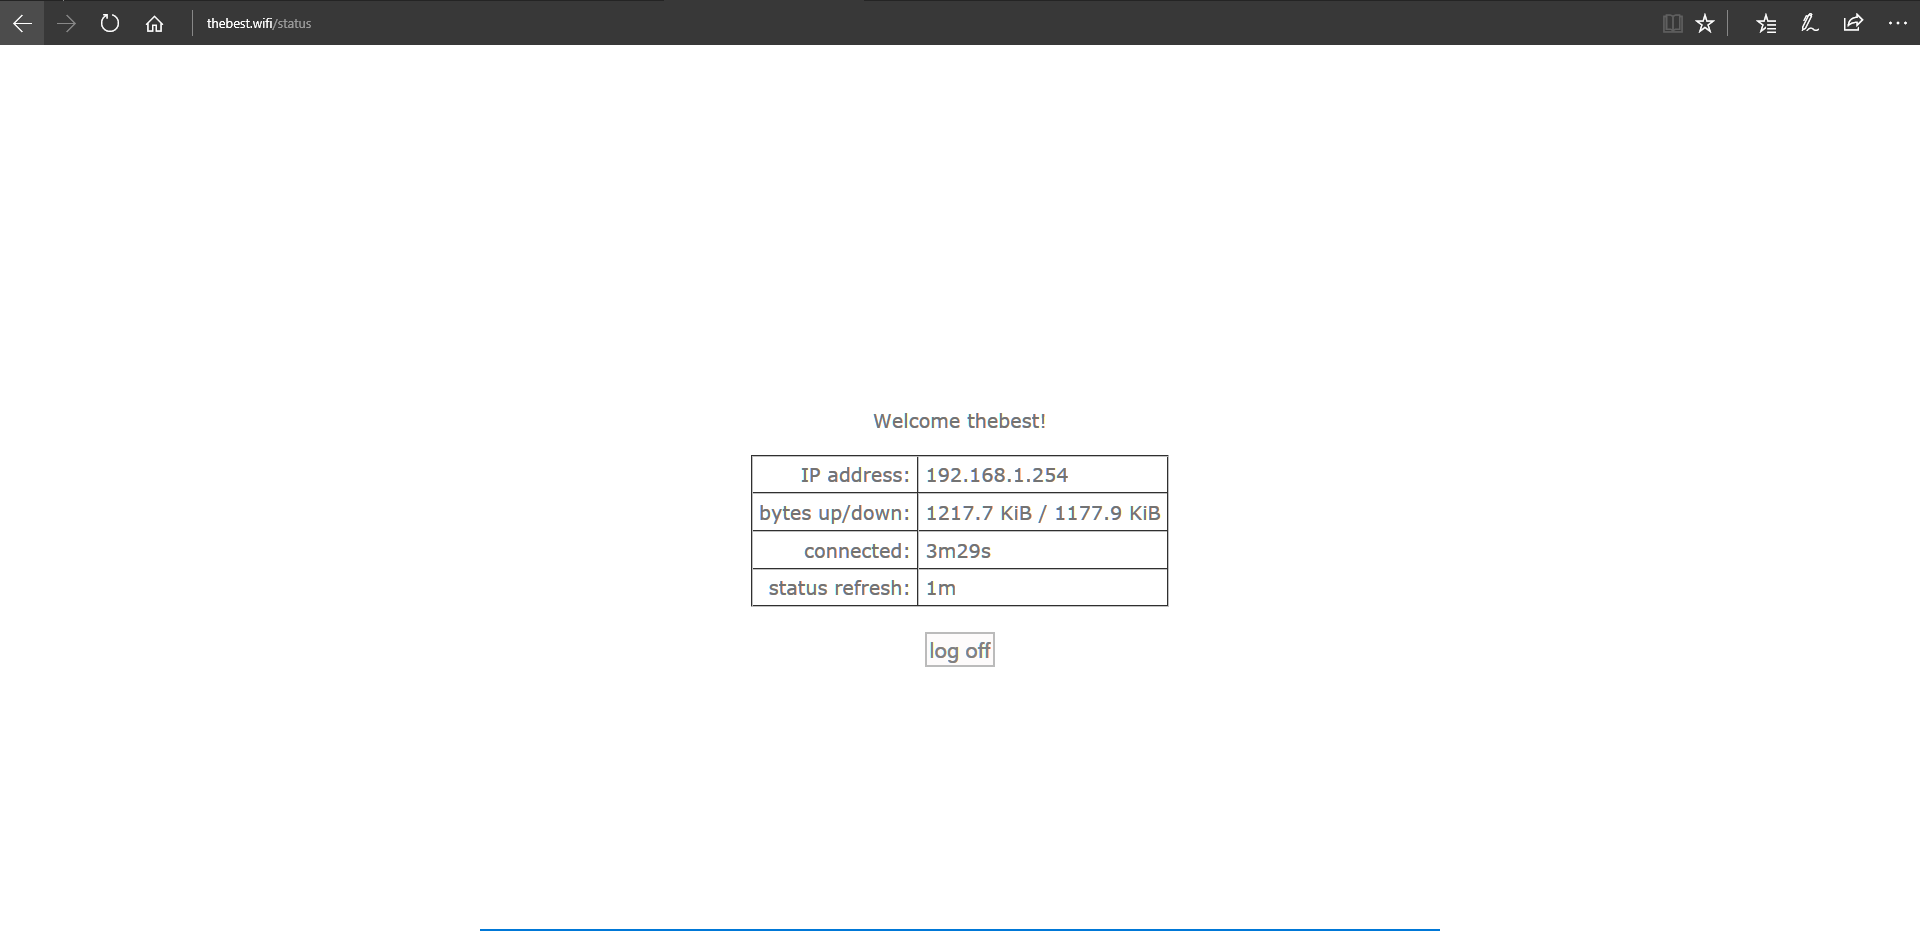 thebest.wifi/status
Welcome thebest!
IP address: 192.168.1.254
bytes up/down: 1217.7 KiB / 1177.9 KiB
connected: 3m29s
status refresh: 1m
log off